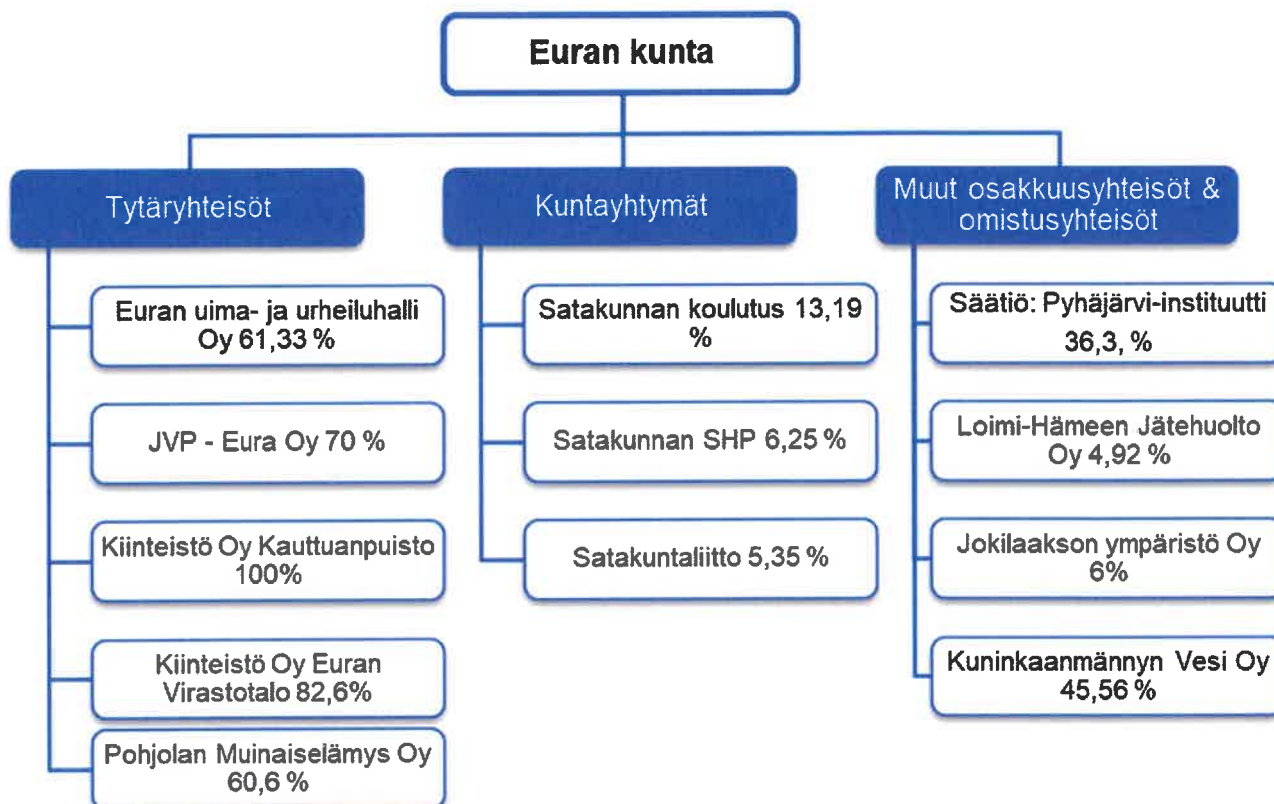 Euran kunta
Tytäryhteisöt
Euran uima- ja urheiluhalli
Oy 61,33 %
JVP - Eura Oy 70 %
Kiinteistö Oy Kauttuanpuisto
100%
Kiinteistö Oy Euran
Virastotalo 82,6%
Pohjolan Muinaiselämys Oy
60,6 %
Kuntayhtymät
Satakunnan koulutus 13,19
%
Satakunnan SHP 6,25 %
Satakuntaliitto 5,35 %
Muut osakkuusyhteisöt &
omistusyhteisöt
Säätiö: Pyhäjärvi-instituutti
36,3, %
Loimi-Hämeen Jätehuolto
Oy 4,92 %
Jokilaakson ympäristö Oy
6%
Kuninkaanmännyn Vesi Oy
45,56 %